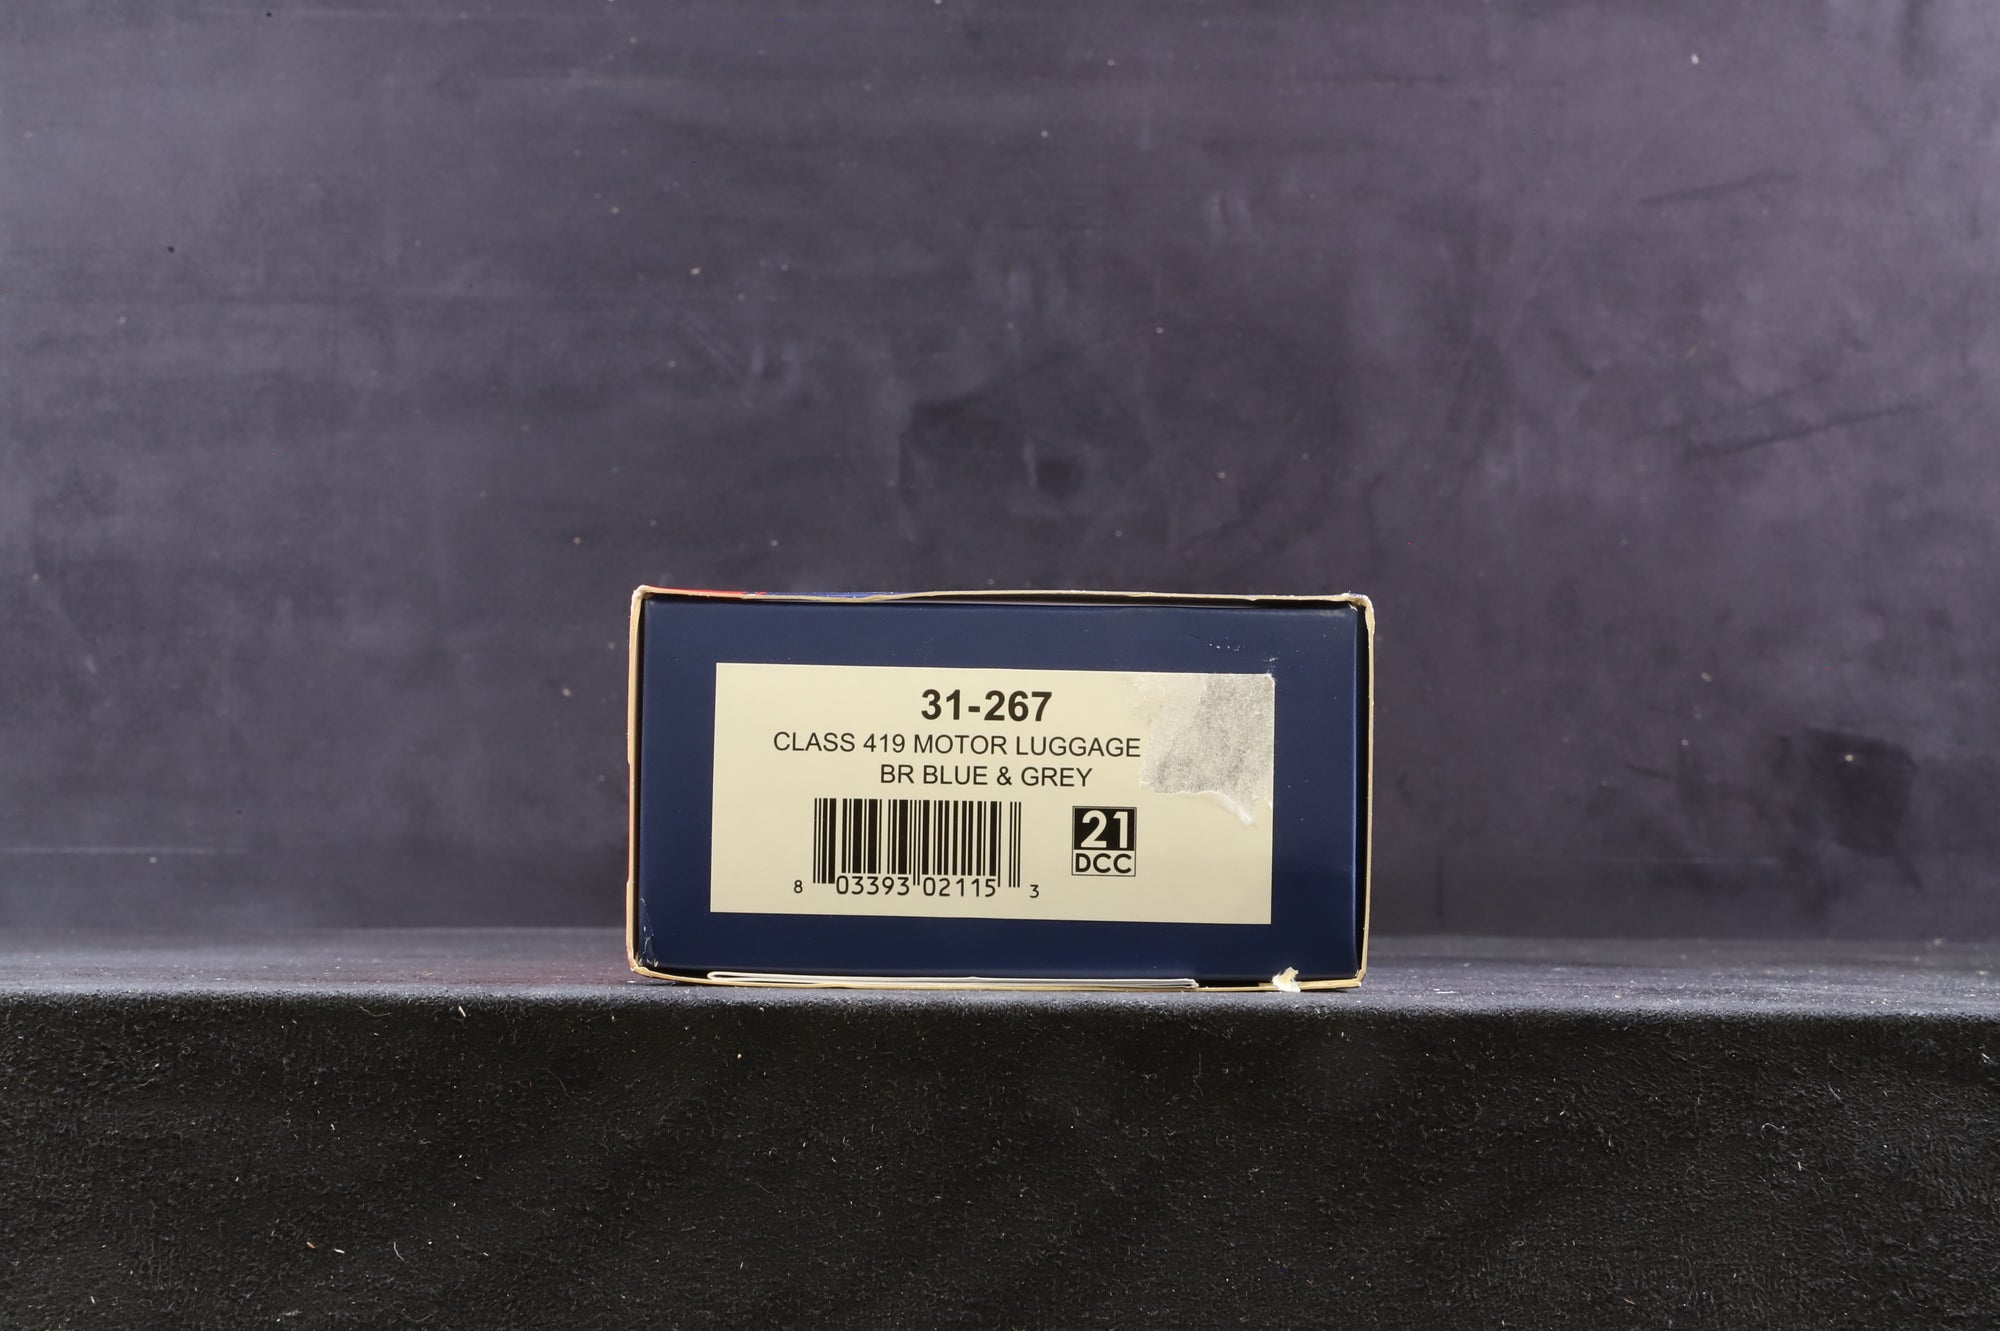 31-267
CLASS 419 MOTOR LUGGAGE
BR BLUE & GREY
21
DCC
8 03393 02115 3